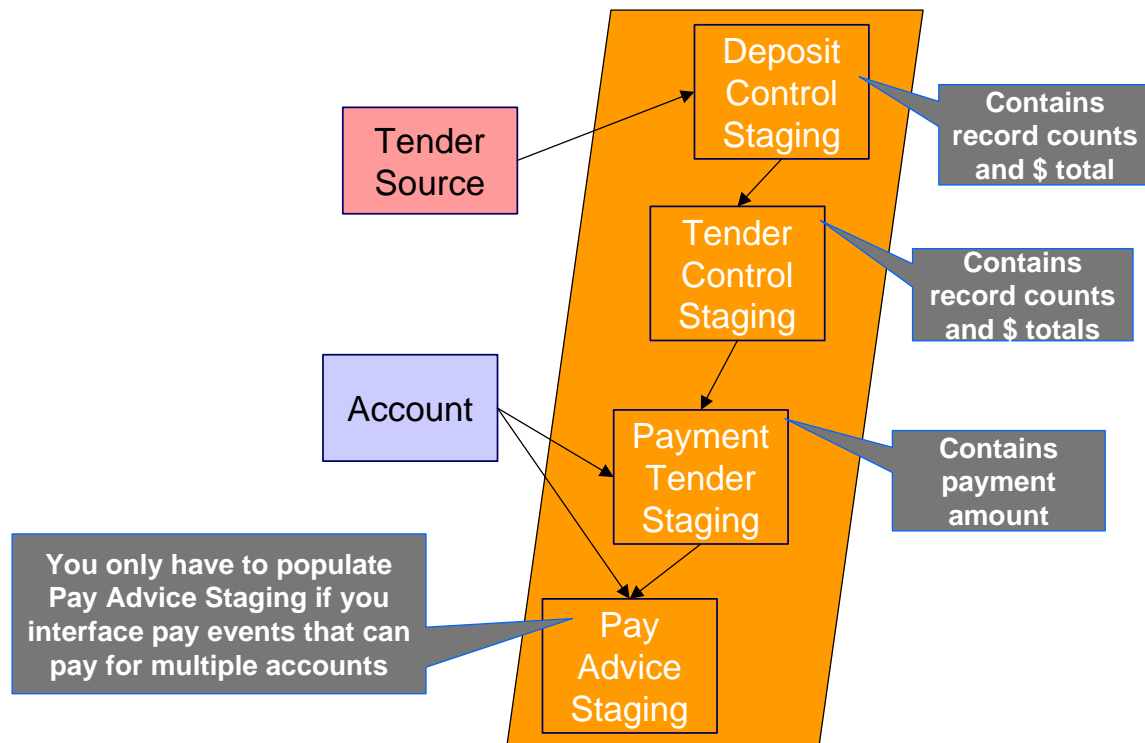 Deposit
Control
Staging
Contains
record counts
and $ total
Tender
Source
Tender
Control
Staging
Contains
record counts
and $ totals
Account
Payment
Tender
Staging
Contains
payment
amount
You only have to populate
Pay Advice Staging if you
interface pay events that can
pay for multiple accounts
Pay
Advice
Staging